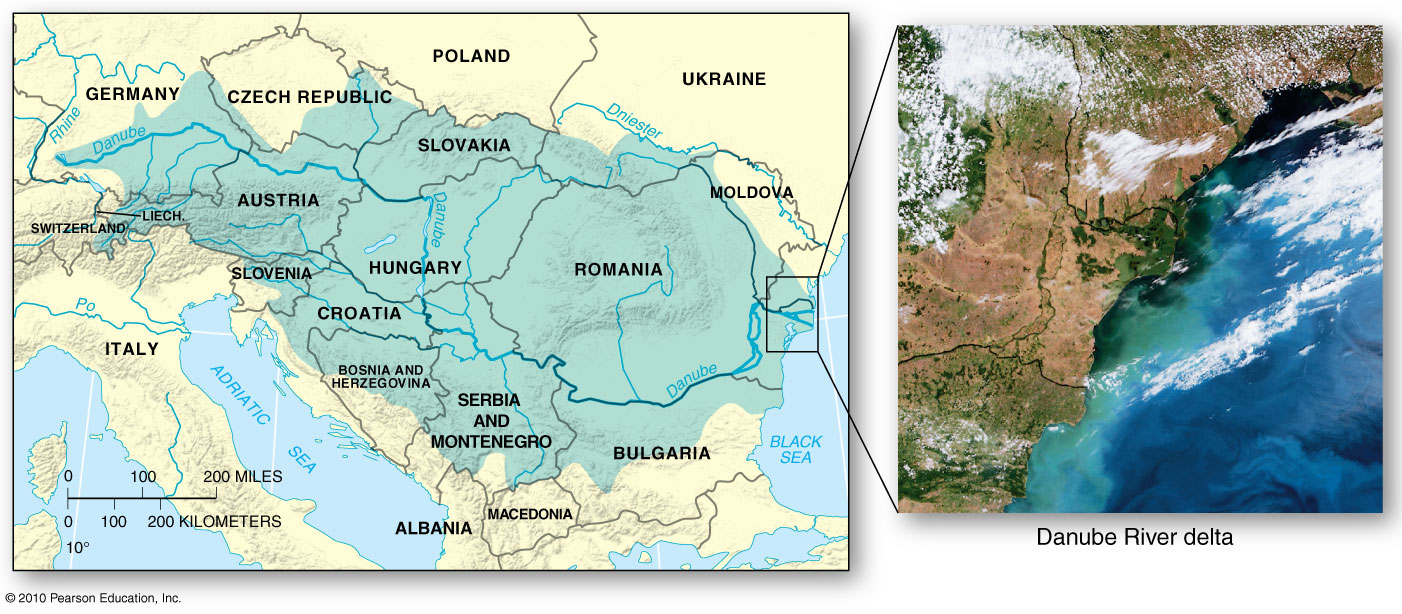 POLAND
UKRAINE
GERMANY
CZECH REPUBLIC
Rhine
Danube
Dniester
SLOVAKIA
MOLDOVA
AUSTRIA
LIECH.
SWITZERLAND
Danube
SLOVENIA
HUNGARY
ROMANIA
Po
CROATIA
ITALY
BOSNIA AND
HERZEGOVINA
Danube
ADRIATIC
SEA
SERBIA
AND
MONTENEGRO
BULGARIA
BLACK
SEA
0 100 200 MILES
0 100 200 KILOMETERS
MACEDONIA
ALBANIA
10°
Danube River delta
© 2010 Pearson Education, Inc.